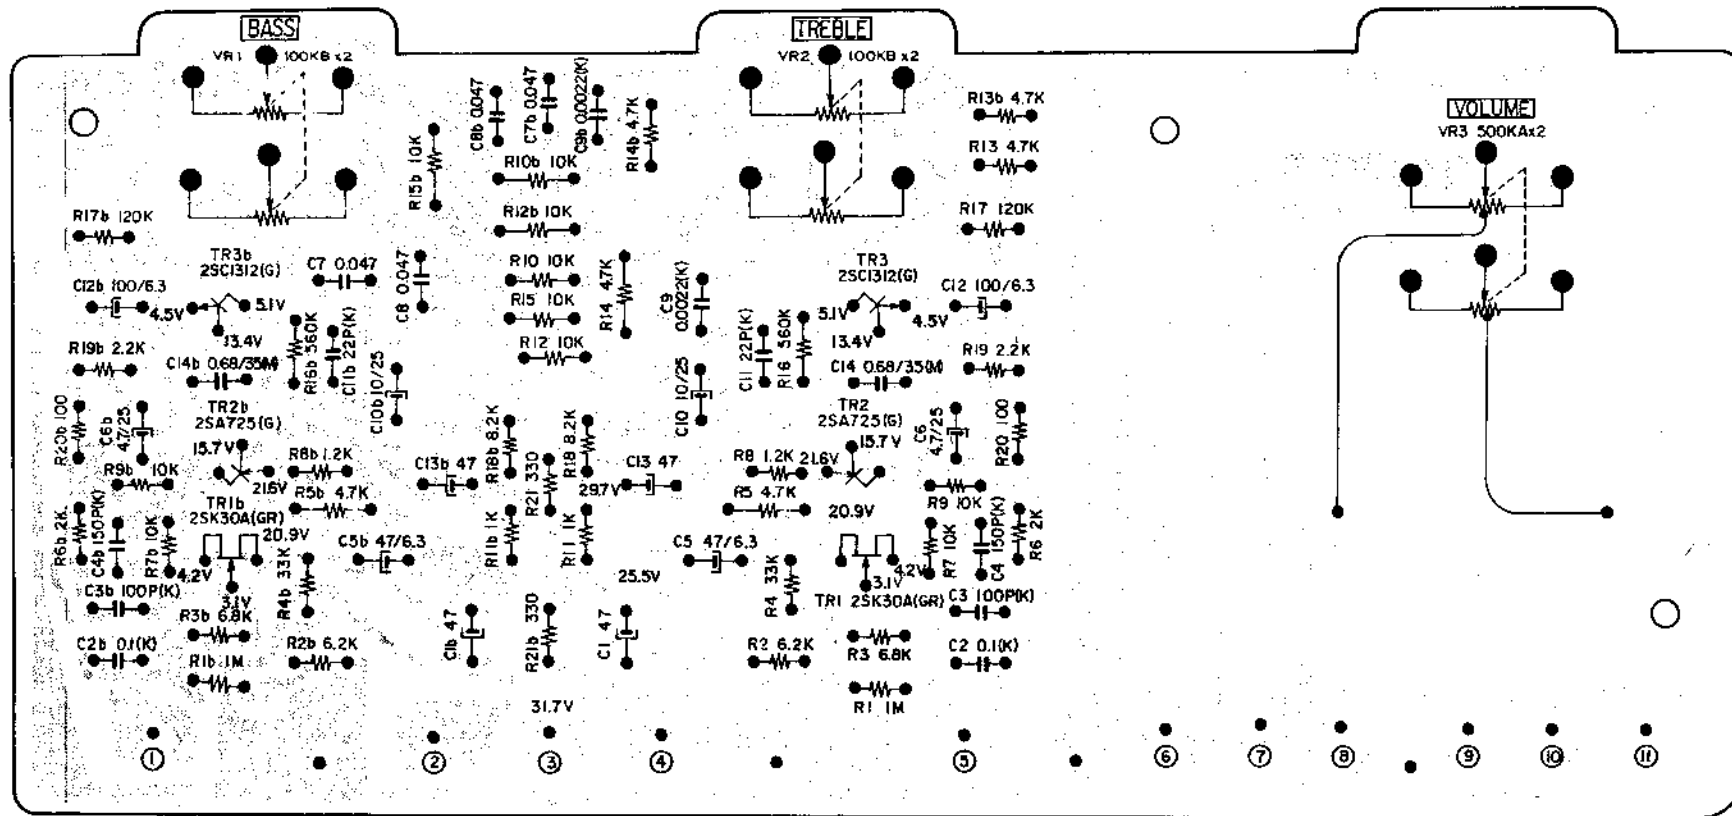 BASS
VR1 100KB x2
TREBLE
VR2 100KB x2
VOLUME
VR3 500KAx2
C8b 0.047
C7b 0.047
C9b 0.0022(K)
R14b 4.7K
R15b 10K
R10b 10K
R12b 10K
R13b 4.7K
R13 4.7K
R17b 120K
R17 120K
TR3b
2SC1312(G)
C7 0.047
C8 0.047
R10 10K
R15 10K
R12 10K
R14 4.7K
C9
0.0022(K)
TR3
2SC1312(G)
C12b 100/6.3
4.5V
5.1V
13.4V
C12 100/6.3
5.1V
4.5V
13.4V
R19b 2.2K
C14b 0.68/35(M)
R16b 560K
C11b 22P(K)
C10b 10/25
C10 10/25
C11 22P(K)
R16 560K
C14 0.68/35(M)
R19 2.2K
R20b 100
C6b
4.7/25
TR2b
2SA725(G)
15.7V
21.6V
R8b 1.2K
R9b 10K
R5b 4.7K
C13b 47
R18b 8.2K
R21 330
R18 8.2K
29.7V
C13 47
R8 1.2K
21.6V
TR2
2SA725(G)
15.7V
C6
4.7/25
R20 100
R5 4.7K
R9 10K
R6b 2K
C4b 150P(K)
R7b 10K
TR1b
2SK30A(GR)
20.9V
4.2V
3.1V
R4b 33K
C5b 47/6.3
R11b 1K
R11 1K
25.5V
C5 47/6.3
R4 33K
20.9V
4.2V
3.1V
TR1 2SK30A(GR)
R7 10K
C4 150P(K)
R6 2K
C3b 100P(K)
C3 100P(K)
R3b 6.8K
C2b 0.1(K)
R2b 6.2K
R1b 1M
C1b 47
R21b 330
C1 47
R2 6.2K
R3 6.8K
C2 0.1(K)
R1 1M
31.7V
1
2
3
4
5
6
7
8
9
10
11